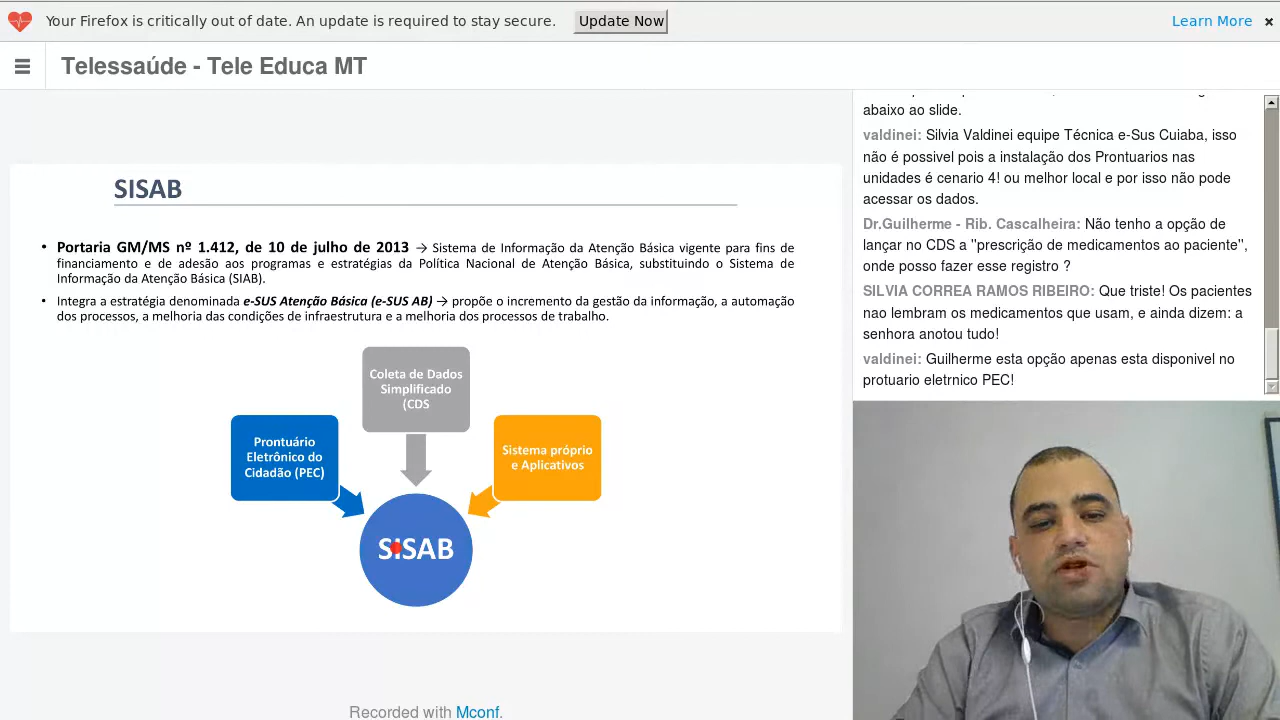 Your Firefox is critically out of date. An update is required to stay secure.
Update Now
Learn More ×
Telessaúde - Tele Educa MT
SISAB
• Portaria GM/MS nº 1.412, de 10 de julho de 2013 → Sistema de Informação da Atenção Básica vigente para fins de
financiamento e de adesão aos programas e estratégias da Política Nacional de Atenção Básica, substituindo o Sistema de
Informação da Atenção Básica (SIAB).
• Integra a estratégia denominada e-SUS Atenção Básica (e-SUS AB) → propõe o incremento da gestão da informação, a automação
dos processos, a melhoria das condições de infraestrutura e a melhoria dos processos de trabalho.
Coleta de Dados
Simplificado
(CDS
Prontuário
Eletrônico do
Cidadão (PEC)
Sistema próprio
e Aplicativos
SISAB
Recorded with Mconf.
abaixo ao slide.
valdinei: Silvia Valdinei equipe Técnica e-Sus Cuiaba, isso
não é possivel pois a instalação dos Prontuarios nas
unidades é cenario 4! ou melhor local e por isso não pode
acessar os dados.
Dr.Guilherme - Rib. Cascalheira: Não tenho a opção de
lançar no CDS a "prescrição de medicamentos ao paciente",
onde posso fazer esse registro ?
SILVIA CORREA RAMOS RIBEIRO: Que triste! Os pacientes
nao lembram os medicamentos que usam, e ainda dizem: a
senhora anotou tudo!
valdinei: Guilherme esta opção apenas esta disponivel no
protuario eletrnico PEC!